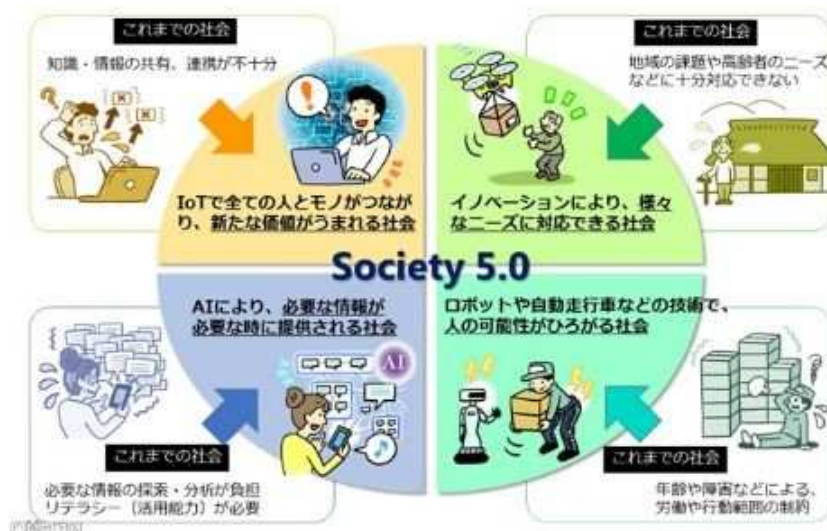 これまでの社会
知識・情報の共有、連携が不十分
これまでの社会
地域の課題や高齢者のニーズ
などに十分対応できない
IoTで全ての人とモノがつなが
り、新たな価値がうまれる社会
イノベーションにより、様々
なニーズに対応できる社会
Society 5.0
AIにより、必要な情報が
必要な時に提供される社会
AI
ロボットや自動走行車などの技術で、
人の可能性がひろがる社会
これまでの社会
必要な情報の探索・分析が負担
リテラシー（活用能力）が必要
これまでの社会
年齢や障害などによる、
労働や行動範囲の制約